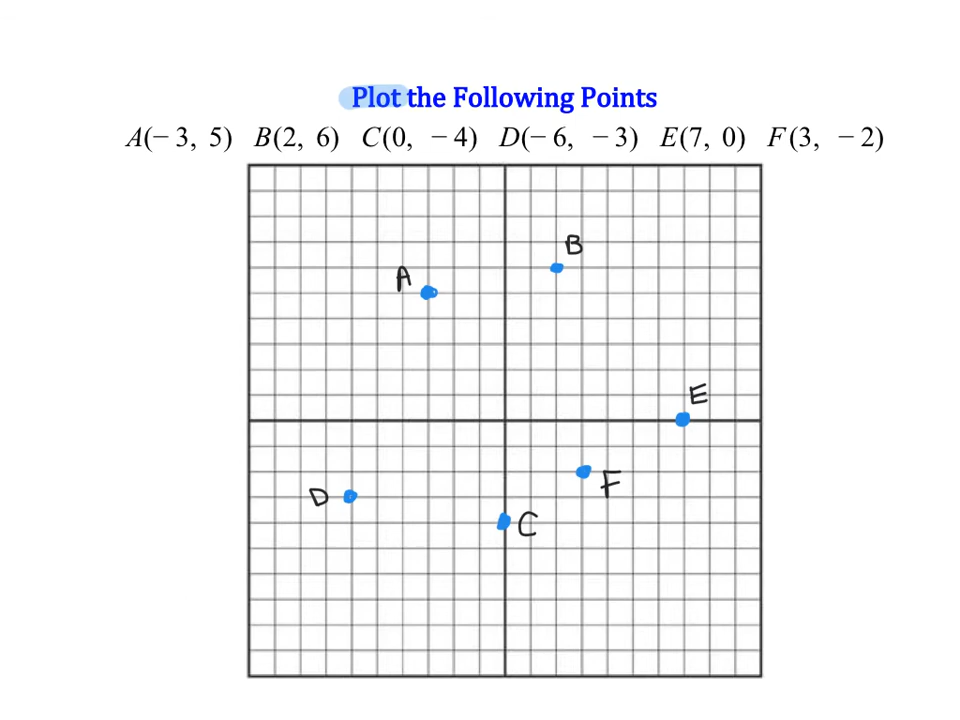 Plot the Following Points
A(− 3, 5) B(2, 6) C(0, − 4) D(− 6, − 3) E(7, 0) F(3, − 2)
B
A
E
F
D
C